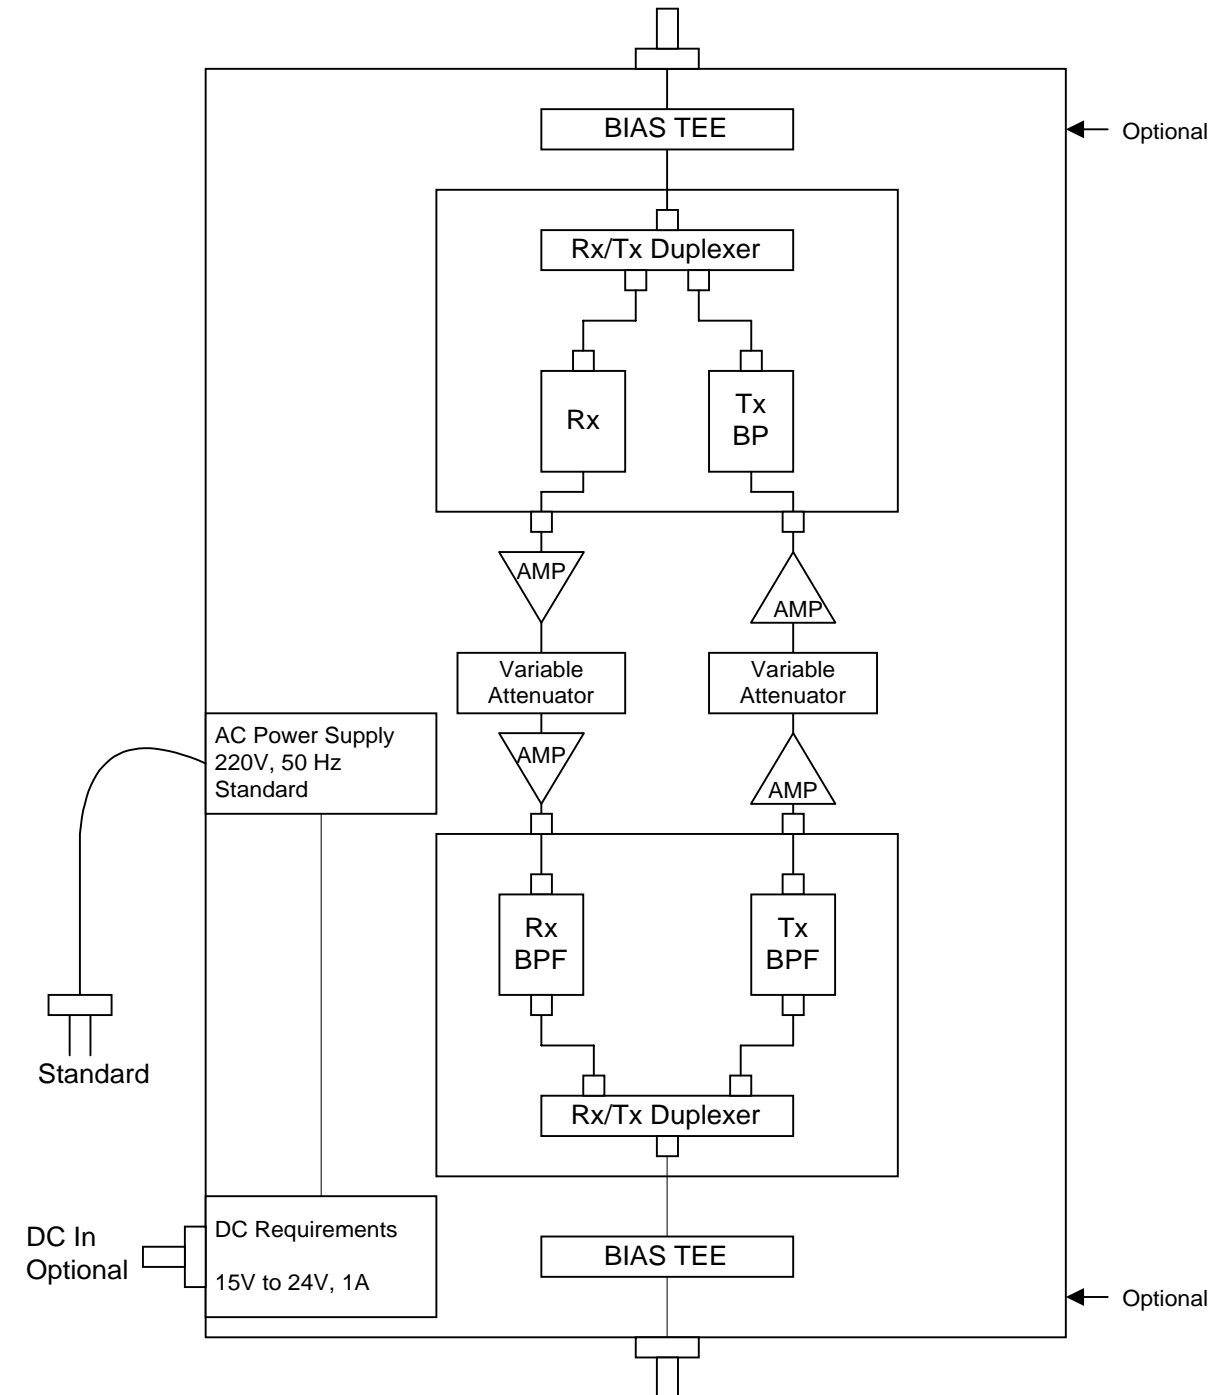 BIAS TEE
Optional
Rx/Tx Duplexer
Rx
Tx
BP
AMP
AMP
Variable
Attenuator
Variable
Attenuator
AC Power Supply
220V, 50 Hz
Standard
AMP
AMP
Rx
BPF
Tx
BPF
Standard
Rx/Tx Duplexer
DC In
Optional
DC Requirements
15V to 24V, 1A
BIAS TEE
Optional